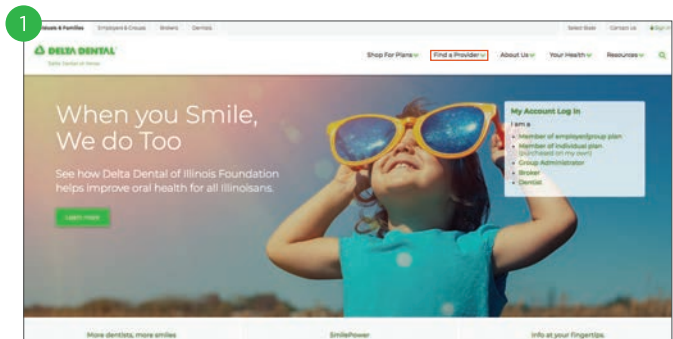 1
Individuals & Families Employers & Groups Brokers Dentists Select State Contact Us Sign In
DELTA DENTAL
Delta Dental of Illinois
Shop For Plans Find a Provider About Us Your Health Resources
When you Smile,
We do Too
See how Delta Dental of Illinois Foundation
helps improve oral health for all Illinoisans.
Learn more
My Account Log In
I am a
Member of employer/group plan
Member of individual plan
(purchased on my own)
Group Administrator
Broker
Dentist
More dentists, more smiles SmilePower Info at your fingertips.